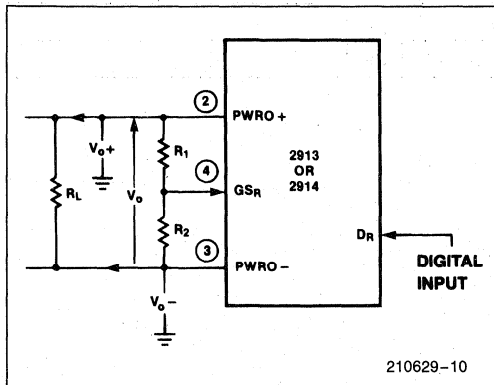 ② PWRO+
R1
Vo+
2913
OR
2914
④ GSR
RL
Vo
R2
DR
③ PWRO−
DIGITAL
INPUT
Vo−
210629-10